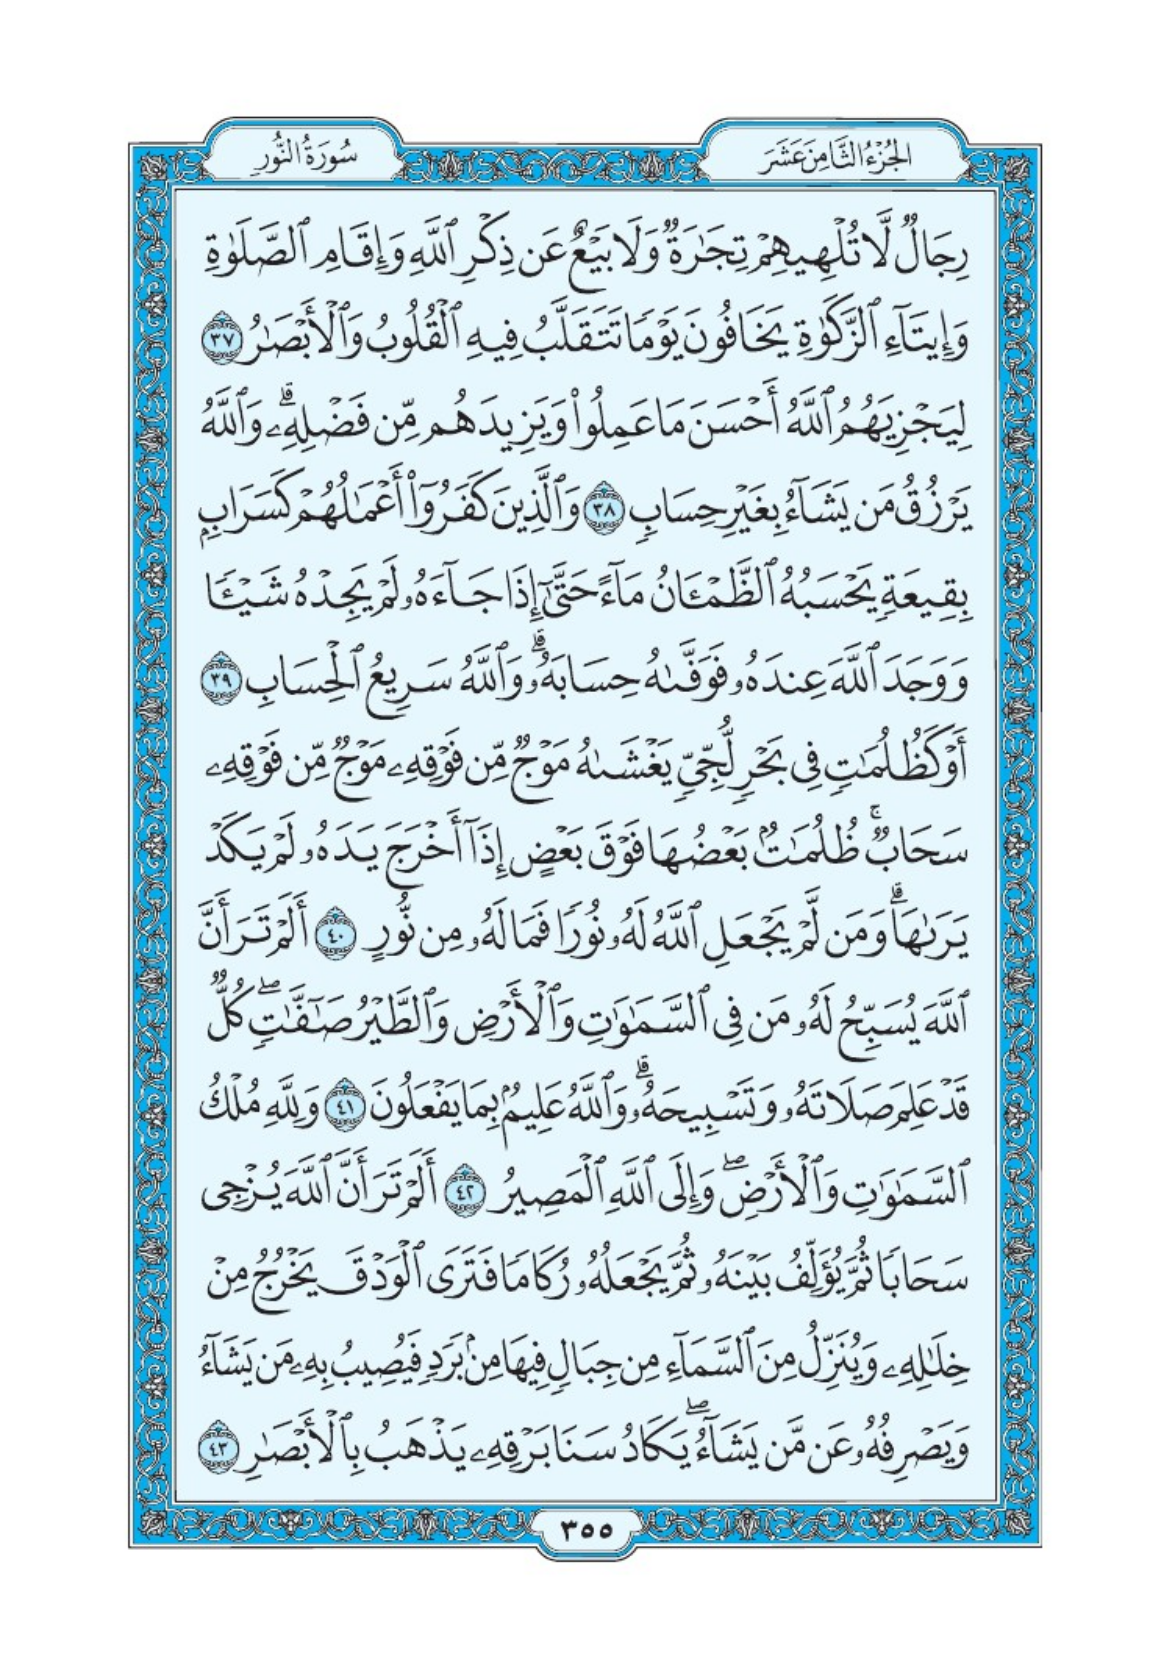 الجُزْءُ الثَّامِنَ عَشَرَ
سُورَةُ النُّورِ
رِجَالٌ لَّا تُلْهِيهِمْ تِجَٰرَةٌ وَلَا بَيْعٌ عَن ذِكْرِ ٱللَّهِ وَإِقَامِ ٱلصَّلَوٰةِ
وَإِيتَآءِ ٱلزَّكَوٰةِ يَخَافُونَ يَوْمًا تَتَقَلَّبُ فِيهِ ٱلْقُلُوبُ وَٱلْأَبْصَٰرُ ٣٧
لِيَجْزِيَهُمُ ٱللَّهُ أَحْسَنَ مَا عَمِلُوا۟ وَيَزِيدَهُم مِّن فَضْلِهِۦۗ وَٱللَّهُ
يَرْزُقُ مَن يَشَآءُ بِغَيْرِ حِسَابٍ ٣٨ وَٱلَّذِينَ كَفَرُوٓا۟ أَعْمَٰلُهُمْ كَسَرَابٍۭ
بِقِيعَةٍ يَحْسَبُهُ ٱلظَّمْـَٔانُ مَآءً حَتَّىٰٓ إِذَا جَآءَهُۥ لَمْ يَجِدْهُ شَيْـًٔا
وَوَجَدَ ٱللَّهَ عِندَهُۥ فَوَفَّىٰهُ حِسَابَهُۥۗ وَٱللَّهُ سَرِيعُ ٱلْحِسَابِ ٣٩
أَوْ كَظُلُمَٰتٍ فِى بَحْرٍ لُّجِّىٍّ يَغْشَىٰهُ مَوْجٌ مِّن فَوْقِهِۦ مَوْجٌ مِّن فَوْقِهِۦ
سَحَابٌۚ ظُلُمَٰتٌۢ بَعْضُهَا فَوْقَ بَعْضٍ إِذَآ أَخْرَجَ يَدَهُۥ لَمْ يَكَدْ
يَرَىٰهَاۗ وَمَن لَّمْ يَجْعَلِ ٱللَّهُ لَهُۥ نُورًا فَمَا لَهُۥ مِن نُّورٍ ٤٠ أَلَمْ تَرَ أَنَّ
ٱللَّهَ يُسَبِّحُ لَهُۥ مَن فِى ٱلسَّمَٰوَٰتِ وَٱلْأَرْضِ وَٱلطَّيْرُ صَٰٓفَّٰتٍۖ كُلٌّ
قَدْ عَلِمَ صَلَاتَهُۥ وَتَسْبِيحَهُۥۗ وَٱللَّهُ عَلِيمٌۢ بِمَا يَفْعَلُونَ ٤١ وَلِلَّهِ مُلْكُ
ٱلسَّمَٰوَٰتِ وَٱلْأَرْضِۖ وَإِلَى ٱللَّهِ ٱلْمَصِيرُ ٤٢ أَلَمْ تَرَ أَنَّ ٱللَّهَ يُزْجِى
سَحَابًا ثُمَّ يُؤَلِّفُ بَيْنَهُۥ ثُمَّ يَجْعَلُهُۥ رُكَامًا فَتَرَى ٱلْوَدْقَ يَخْرُجُ مِنْ
خِلَٰلِهِۦ وَيُنَزِّلُ مِنَ ٱلسَّمَآءِ مِن جِبَالٍ فِيهَا مِنۢ بَرَدٍ فَيُصِيبُ بِهِۦ مَن يَشَآءُ
وَيَصْرِفُهُۥ عَن مَّن يَشَآءُۖ يَكَادُ سَنَا بَرْقِهِۦ يَذْهَبُ بِٱلْأَبْصَٰرِ ٤٣
٣٥٥